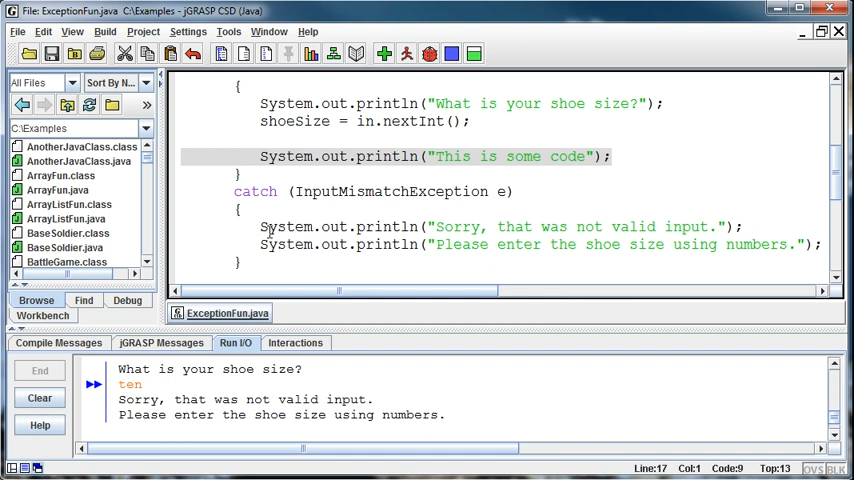 File: ExceptionFun.java C:\Examples - jGRASP CSD (Java)
File Edit View Build Project Settings Tools Window Help
All Files Sort By N...
C:\Examples
AnotherJavaClass.class
AnotherJavaClass.java
ArrayFun.class
ArrayFun.java
ArrayListFun.class
ArrayListFun.java
BaseSoldier.class
BaseSoldier.java
BattleGame.class
Browse Find Debug
Workbench
{
System.out.println("What is your shoe size?");
shoeSize = in.nextInt();
System.out.println("This is some code");
}
catch (InputMismatchException e)
{
System.out.println("Sorry, that was not valid input.");
System.out.println("Please enter the shoe size using numbers.");
}
ExceptionFun.java
Compile Messages jGRASP Messages Run I/O Interactions
End
Clear
Help
What is your shoe size?
ten
Sorry, that was not valid input.
Please enter the shoe size using numbers.
Line:17 Col:1 Code:9 Top:13 OVS BLK